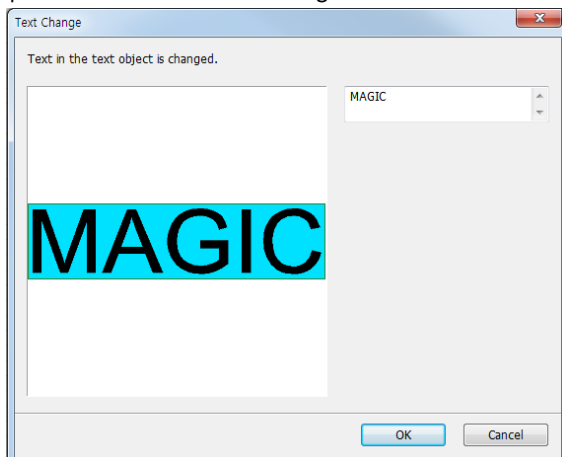 Text Change
Text in the text object is changed.
MAGIC
MAGIC
OK
Cancel